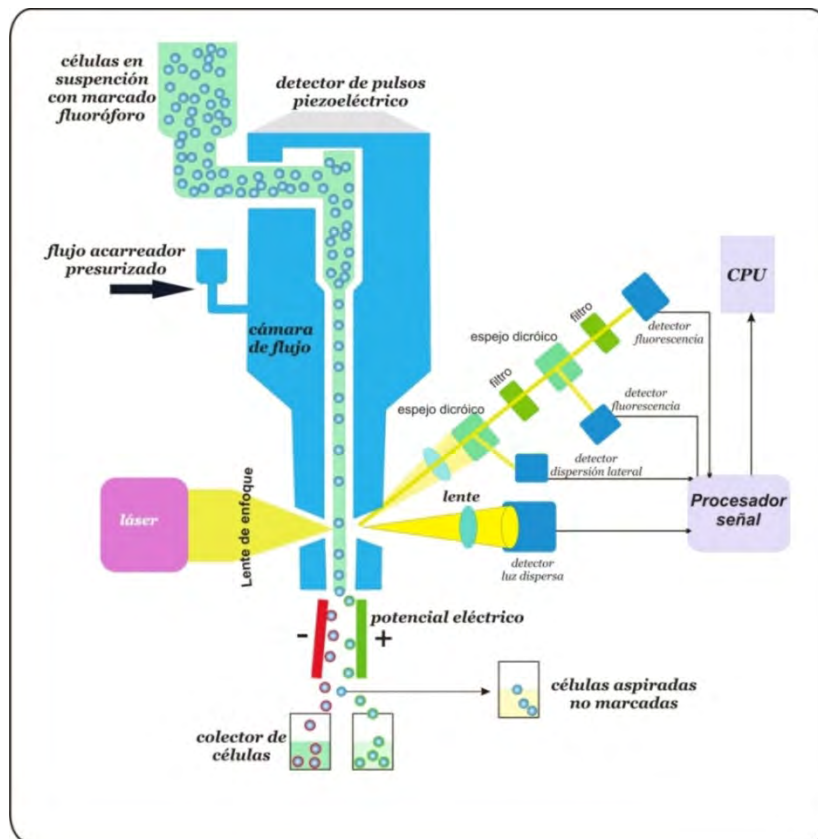 células en
suspención
con marcado
fluoróforo
detector de pulsos
piezoeléctrico
flujo acarreador
presurizado
cámara
de flujo
CPU
filtro
detector
fluorescencia
espejo dicróico
filtro
detector
fluorescencia
espejo dicróico
detector
dispersión lateral
lente
Procesador
señal
láser
Lente de enfoque
detector
luz dispersa
-
+
potencial eléctrico
células aspiradas
no marcadas
colector de
células